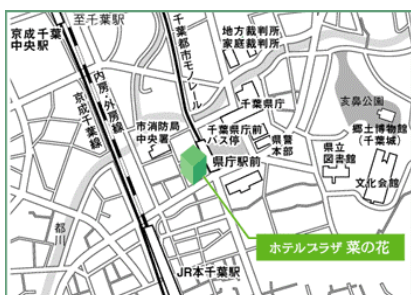 至千葉駅
京成千葉
中央駅
内房・外房線
京成千葉線
千葉都市モノレール
地方裁判所
家庭裁判所
千葉県庁
亥鼻公園
市消防局
中央署
千葉県庁前
バス停
県警
本部
県庁駅前
県立
図書館
郷土博物館
(千葉城)
文化会館
都川
ホテルプラザ 菜の花
JR本千葉駅